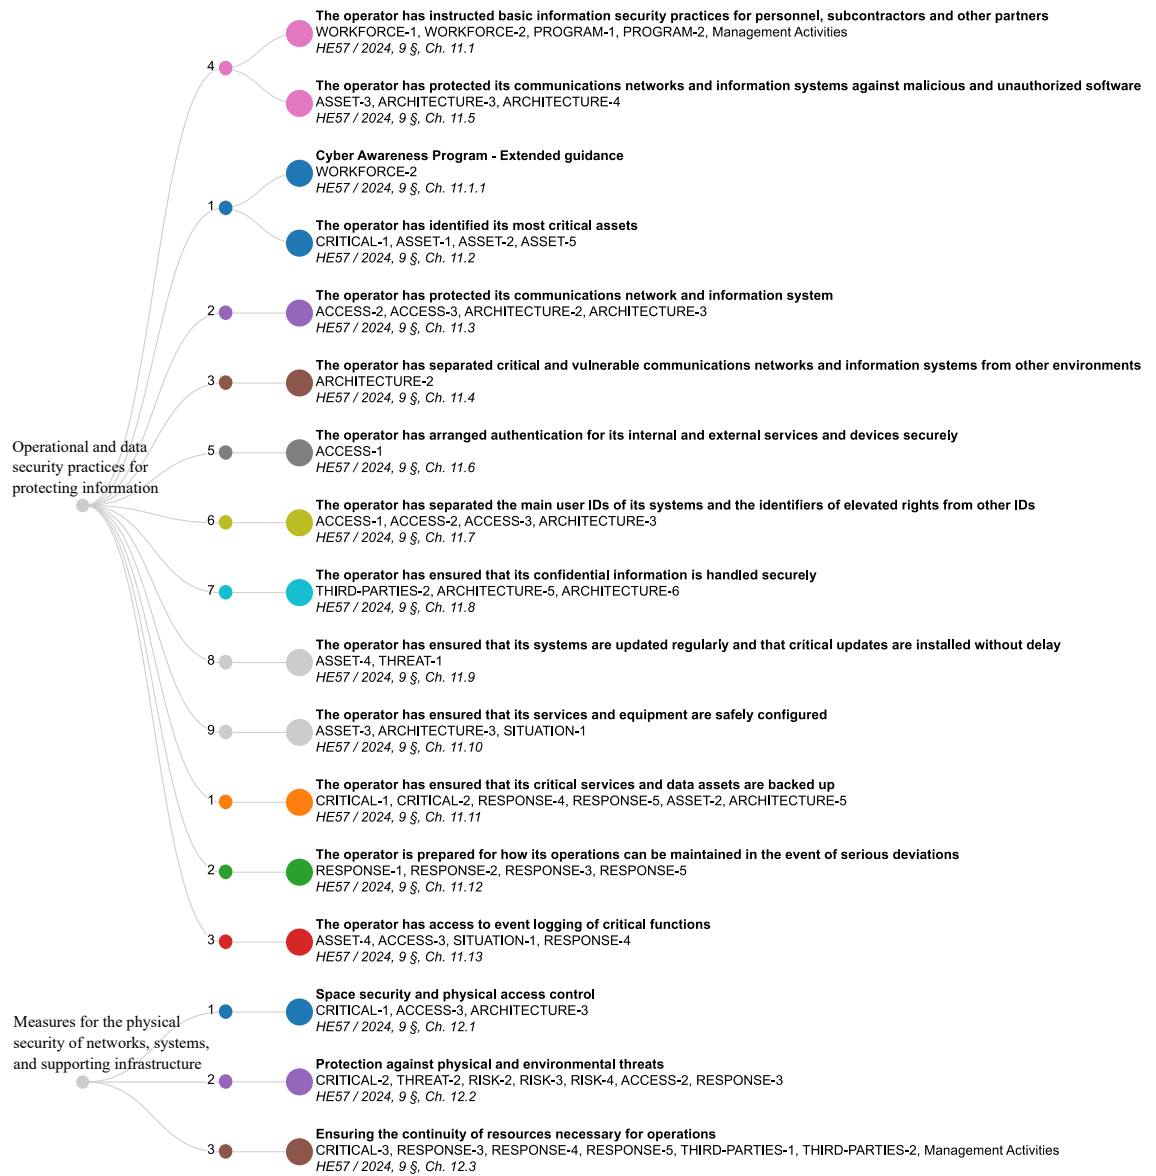 The operator has instructed basic information security practices for personnel, subcontractors and other partners
WORKFORCE-1, WORKFORCE-2, PROGRAM-1, PROGRAM-2, Management Activities
HE57 / 2024, 9 §, Ch. 11.1
4
The operator has protected its communications networks and information systems against malicious and unauthorized software
ASSET-3, ARCHITECTURE-3, ARCHITECTURE-4
HE57 / 2024, 9 §, Ch. 11.5
Cyber Awareness Program - Extended guidance
WORKFORCE-2
HE57 / 2024, 9 §, Ch. 11.1.1
1
The operator has identified its most critical assets
CRITICAL-1, ASSET-1, ASSET-2, ASSET-5
HE57 / 2024, 9 §, Ch. 11.2
The operator has protected its communications network and information system
2
ACCESS-2, ACCESS-3, ARCHITECTURE-2, ARCHITECTURE-3
HE57 / 2024, 9 §, Ch. 11.3
The operator has separated critical and vulnerable communications networks and information systems from other environments
3
ARCHITECTURE-2
HE57 / 2024, 9 §, Ch. 11.4
Operational and data
security practices for
protecting information
The operator has arranged authentication for its internal and external services and devices securely
5
ACCESS-1
HE57 / 2024, 9 §, Ch. 11.6
The operator has separated the main user IDs of its systems and the identifiers of elevated rights from other IDs
6
ACCESS-1, ACCESS-2, ACCESS-3, ARCHITECTURE-3
HE57 / 2024, 9 §, Ch. 11.7
The operator has ensured that its confidential information is handled securely
7
THIRD-PARTIES-2, ARCHITECTURE-5, ARCHITECTURE-6
HE57 / 2024, 9 §, Ch. 11.8
The operator has ensured that its systems are updated regularly and that critical updates are installed without delay
8
ASSET-4, THREAT-1
HE57 / 2024, 9 §, Ch. 11.9
The operator has ensured that its services and equipment are safely configured
9
ASSET-3, ARCHITECTURE-3, SITUATION-1
HE57 / 2024, 9 §, Ch. 11.10
The operator has ensured that its critical services and data assets are backed up
1
CRITICAL-1, CRITICAL-2, RESPONSE-4, RESPONSE-5, ASSET-2, ARCHITECTURE-5
HE57 / 2024, 9 §, Ch. 11.11
The operator is prepared for how its operations can be maintained in the event of serious deviations
2
RESPONSE-1, RESPONSE-2, RESPONSE-3, RESPONSE-5
HE57 / 2024, 9 §, Ch. 11.12
The operator has access to event logging of critical functions
3
ASSET-4, ACCESS-3, SITUATION-1, RESPONSE-4
HE57 / 2024, 9 §, Ch. 11.13
Measures for the physical
security of networks, systems,
and supporting infrastructure
Space security and physical access control
1
CRITICAL-1, ACCESS-3, ARCHITECTURE-3
HE57 / 2024, 9 §, Ch. 12.1
Protection against physical and environmental threats
2
CRITICAL-2, THREAT-2, RISK-2, RISK-3, RISK-4, ACCESS-2, RESPONSE-3
HE57 / 2024, 9 §, Ch. 12.2
Ensuring the continuity of resources necessary for operations
3
CRITICAL-3, RESPONSE-3, RESPONSE-4, RESPONSE-5, THIRD-PARTIES-1, THIRD-PARTIES-2, Management Activities
HE57 / 2024, 9 §, Ch. 12.3